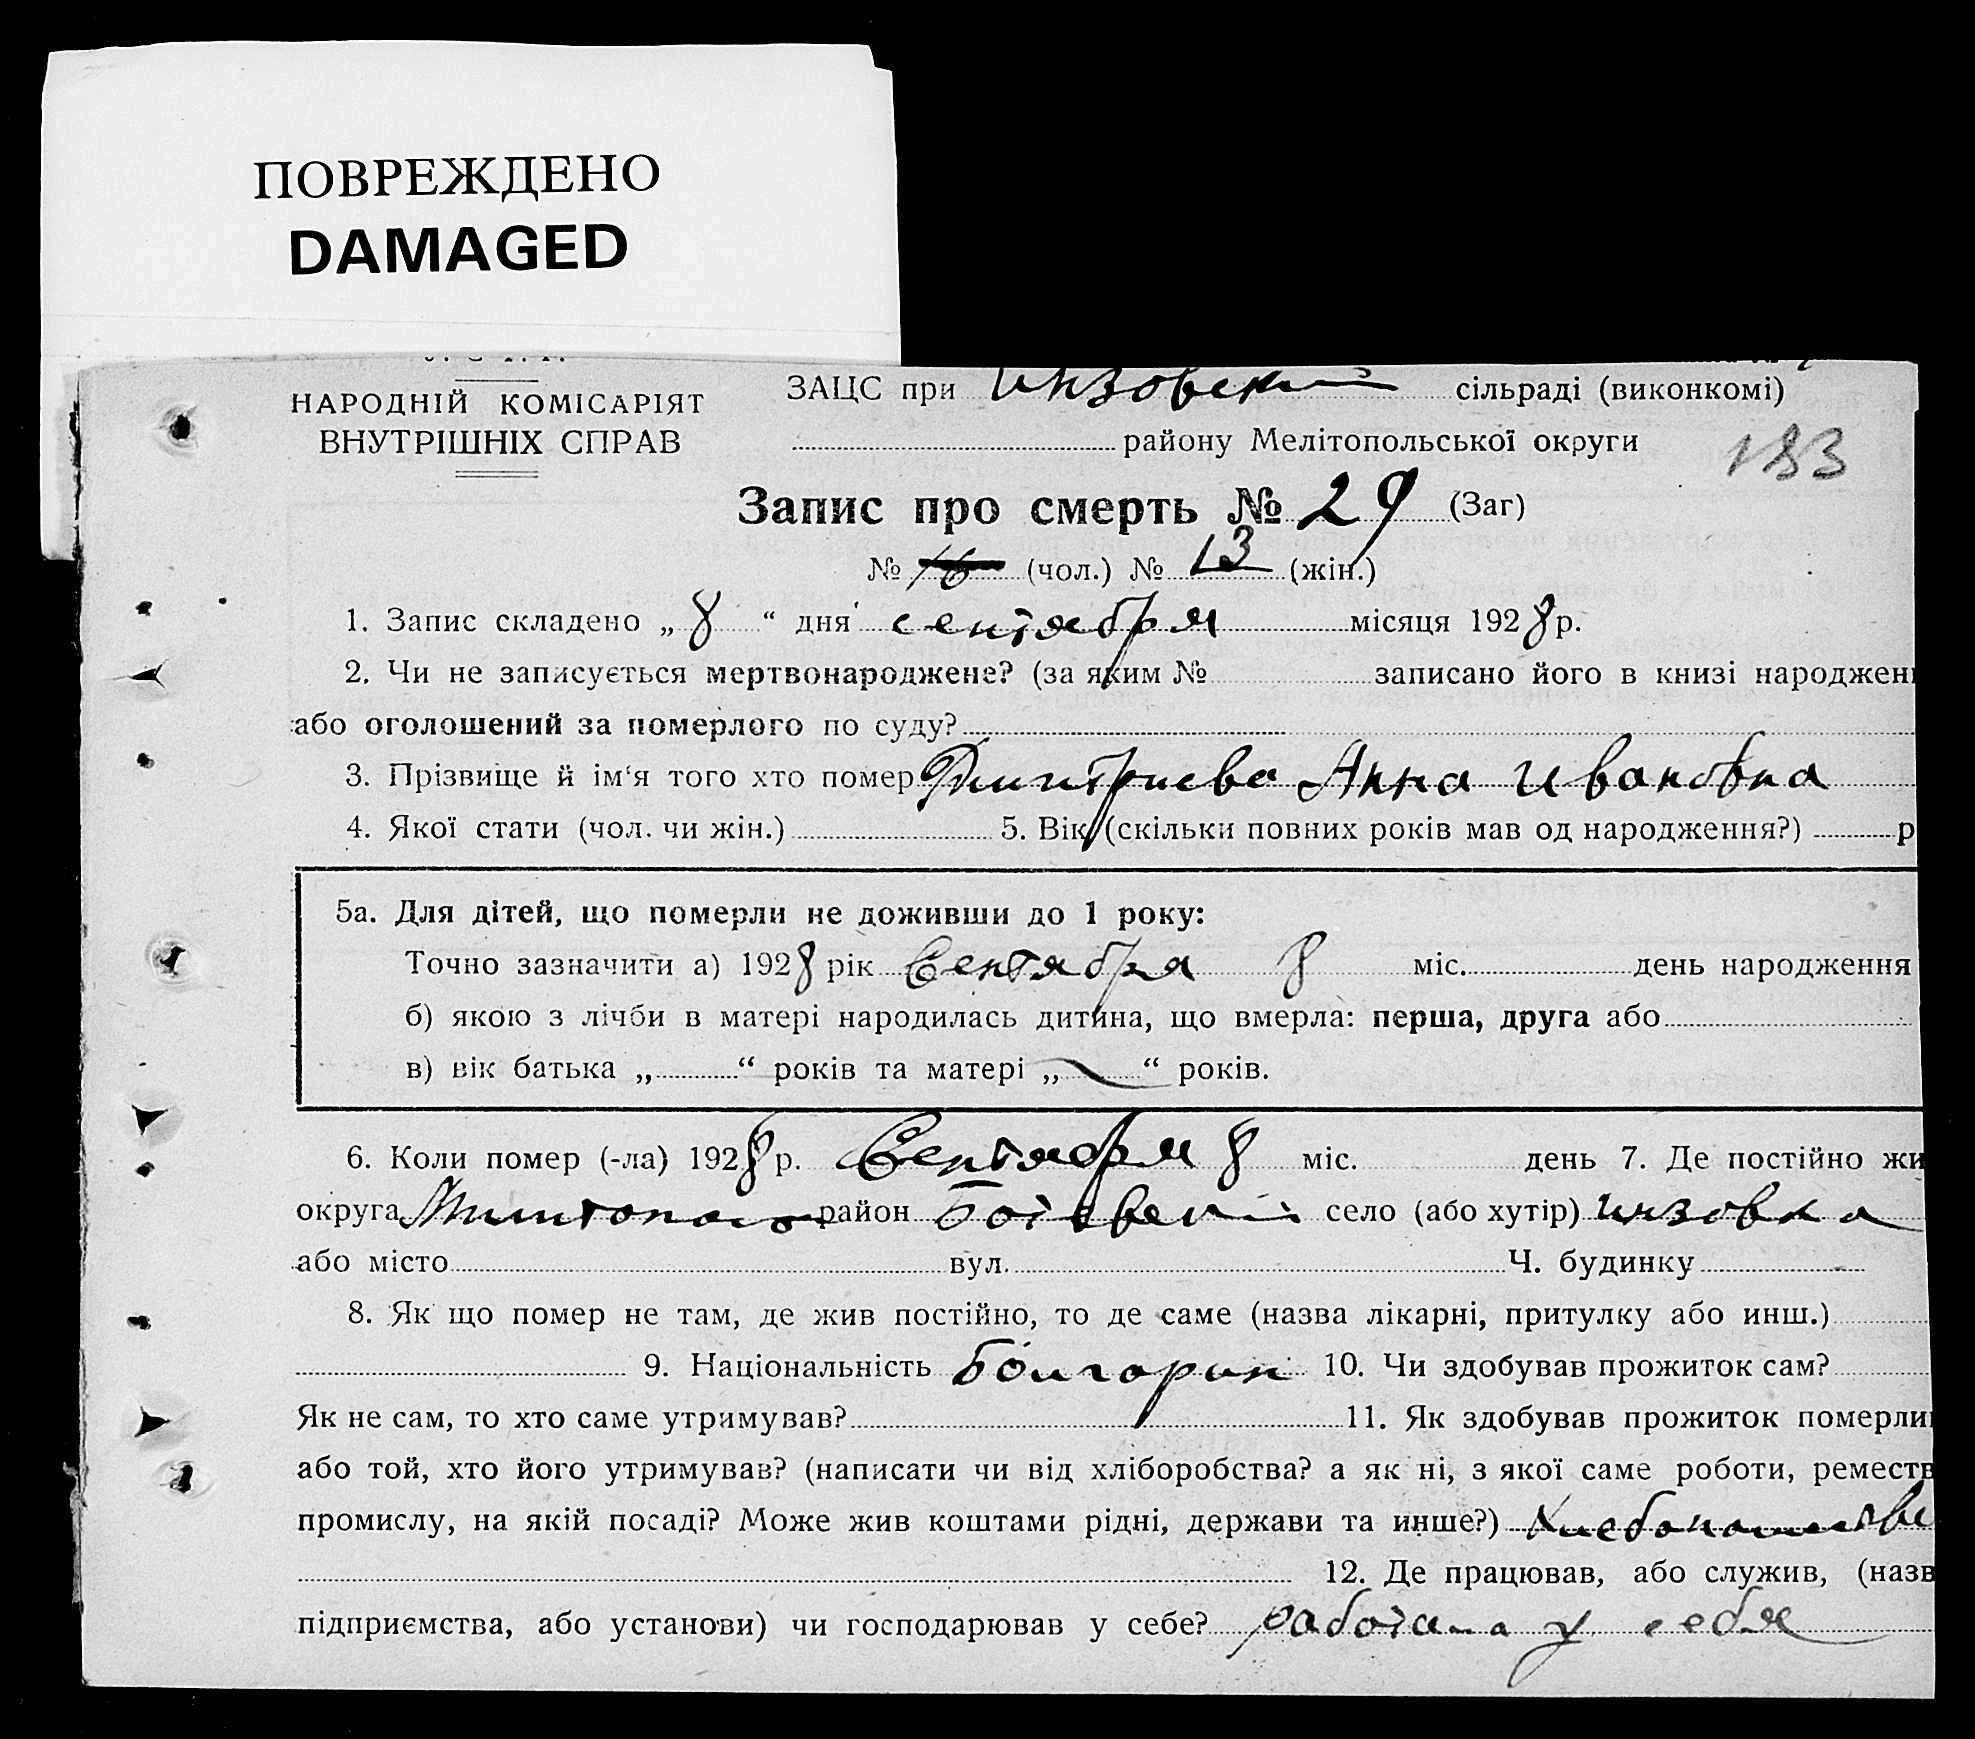 ПОВРЕЖДЕНО
DAMAGED
НАРОДНІЙ КОМІСАРІЯТ
ВНУТРІШНІХ СПРАВ
ЗАЦС при Инзовский сільраді (виконкомі)
району Мелітопольської округи
183
Запис про смерть № 29 (Заг)
№ 16 (чол.) № 13 (жін.)
1. Запис складено „ 8 “ дня сентября місяця 1928 р.
2. Чи не записується мертвонароджене? (за яким № записано його в книзі народжен
або оголошений за померлого по суду?
3. Прізвище й ім'я того хто помер Дмитриева Анна Ивановна
4. Якої стати (чол. чи жін.) 5. Вік (скільки повних років мав од народження?) р
5а. Для дітей, що померли не доживши до 1 року:
Точно зазначити а) 1928 рік Сентября 8 міс. день народження
б) якою з лічби в матері народилась дитина, що вмерла: перша, друга або
в) вік батька „ “ років та матері „ “ років.
6. Коли помер (-ла) 1928 р. Сентября 8 міс. день 7. Де постійно жи
округа район село (або хутір) Инзовка
або місто вул. Ч. будинку
8. Як що помер не там, де жив постійно, то де саме (назва лікарні, притулку або инш.)
9. Національність Болгарин 10. Чи здобував прожиток сам?
Як не сам, то хто саме утримував? 11. Як здобував прожиток померли
або той, хто його утримував? (написати чи від хліборобства? а як ні, з якої саме роботи, реместв
промислу, на якій посаді? Може жив коштами рідні, держави та инше?)
12. Де працював, або служив, (назв
підприємства, або установи) чи господарював у себе? работала у себя